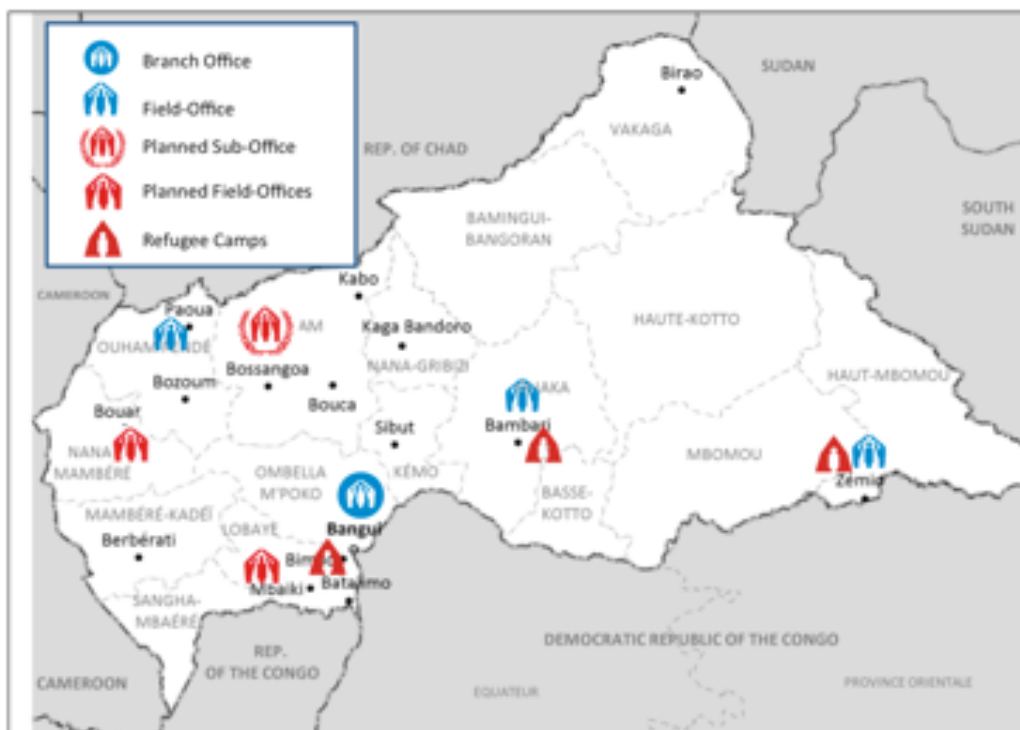 Branch Office
Field-Office
Planned Sub-Office
Planned Field-Offices
Refugee Camps
Birao
SUDAN
VAKAGA
REP. OF CHAD
BAMINGUI-
BANGORAN
SOUTH
SUDAN
CAMEROON
Kabo
Paoua
AM
Kaga Bandoro
HAUTE-KOTTO
NANA-GRIBIZI
Bozoum
Bossangoa
Bouca
HAUT-MBOMOU
Bouar
Sibut
Bambari
NANA
MAMBÉRÉ
OMBELLA
M'POKO
KÉMO
MBOMOU
BASSE-
KOTTO
Zémio
MAMBÉRÉ-KADÉÏ
LOBAYE
Bangui
Berbérati
Mbaiki
SANGHA-
MBAÉRÉ
REP.
OF THE CONGO
DEMOCRATIC REPUBLIC OF THE CONGO
CAMEROON
EQUATEUR
PROVINCE ORIENTALE